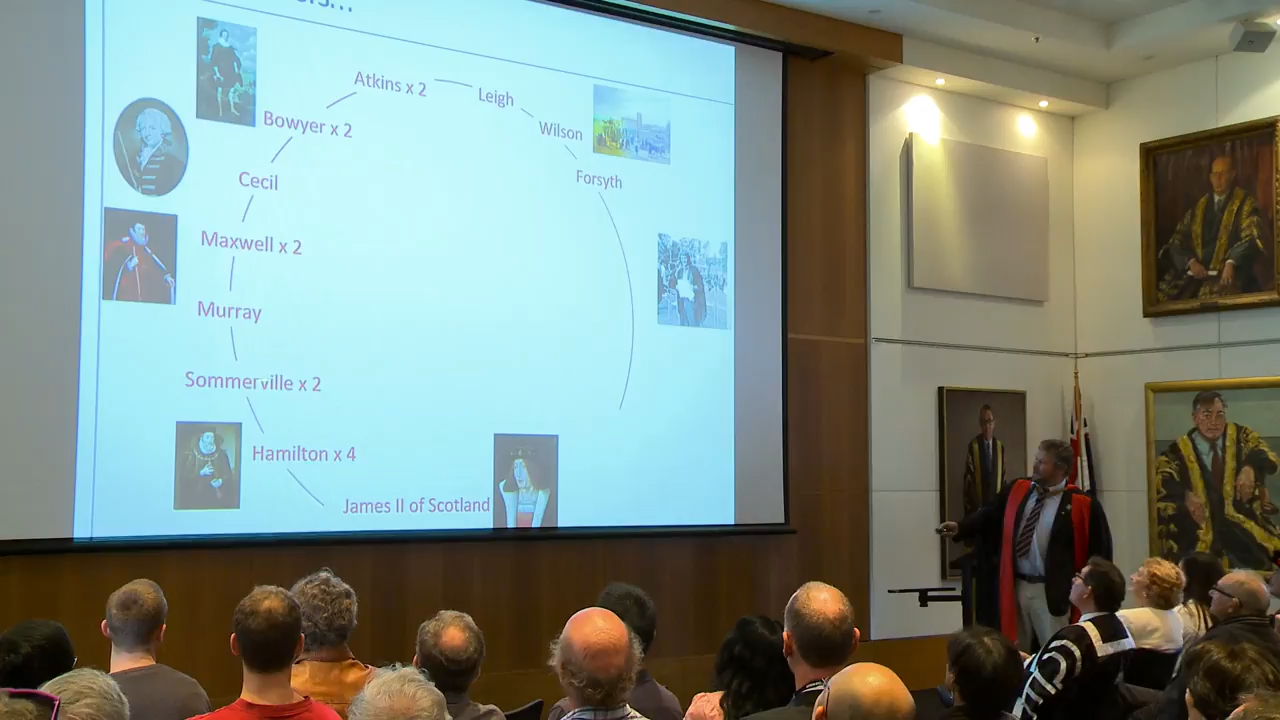 Atkins x 2
Leigh
Bowyer x 2
Wilson
Cecil
Forsyth
Maxwell x 2
Murray
Sommerville x 2
Hamilton x 4
James II of Scotland